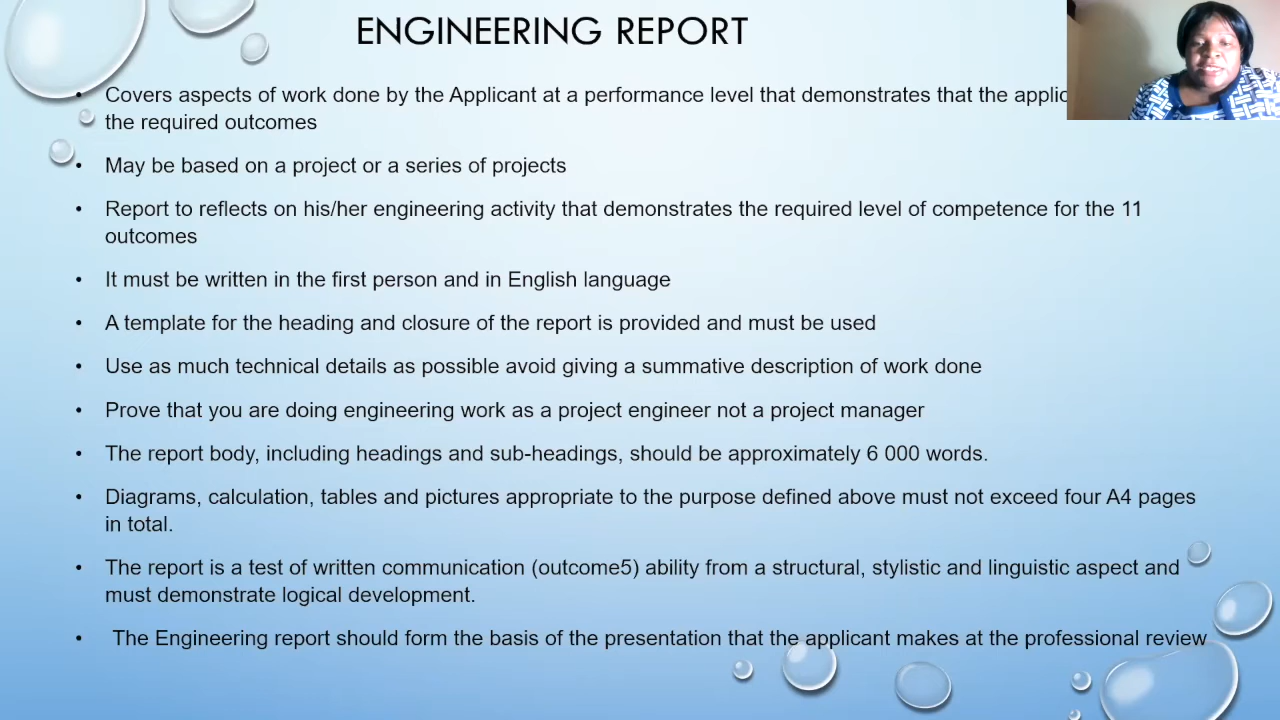 ENGINEERING REPORT
• Covers aspects of work done by the Applicant at a performance level that demonstrates that the
the required outcomes
• May be based on a project or a series of projects
• Report to reflects on his/her engineering activity that demonstrates the required level of competence for the 11
outcomes
• It must be written in the first person and in English language
• A template for the heading and closure of the report is provided and must be used
• Use as much technical details as possible avoid giving a summative description of work done
• Prove that you are doing engineering work as a project engineer not a project manager
• The report body, including headings and sub-headings, should be approximately 6 000 words.
• Diagrams, calculation, tables and pictures appropriate to the purpose defined above must not exceed four A4 pages
in total.
• The report is a test of written communication (outcome5) ability from a structural, stylistic and linguistic aspect and
must demonstrate logical development.
• The Engineering report should form the basis of the presentation that the applicant makes at the professional review